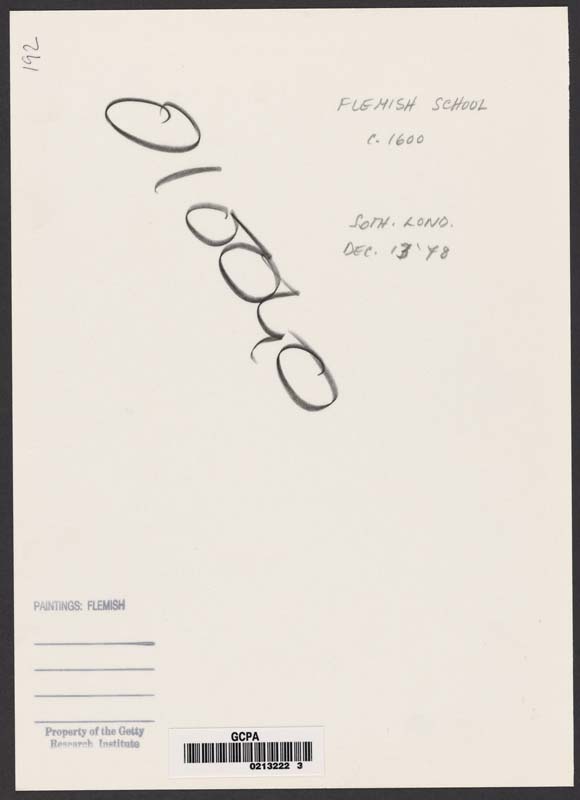 192
FLEMISH SCHOOL
C. 1600
SOTH. LOND.
DEC. 13 '78
PAINTINGS: FLEMISH
Property of the Getty
Research Institute
GCPA
0213222 3